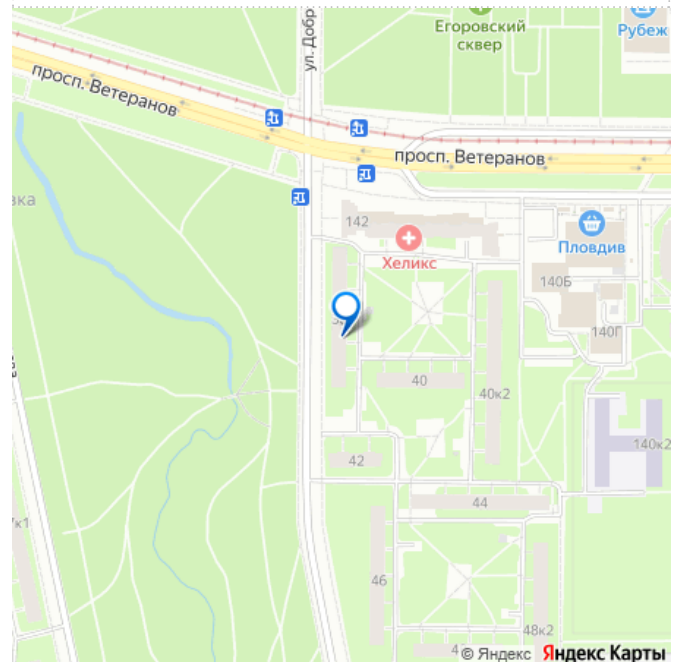 Егоровский
сквер
Рубеж
ул. Добр
просп. Ветеранов
просп. Ветеранов
142
Хеликс
Пловдив
140Б
140Г
40
40к2
42
140к2
44
46
48к2
© Яндекс Яндекс Карты